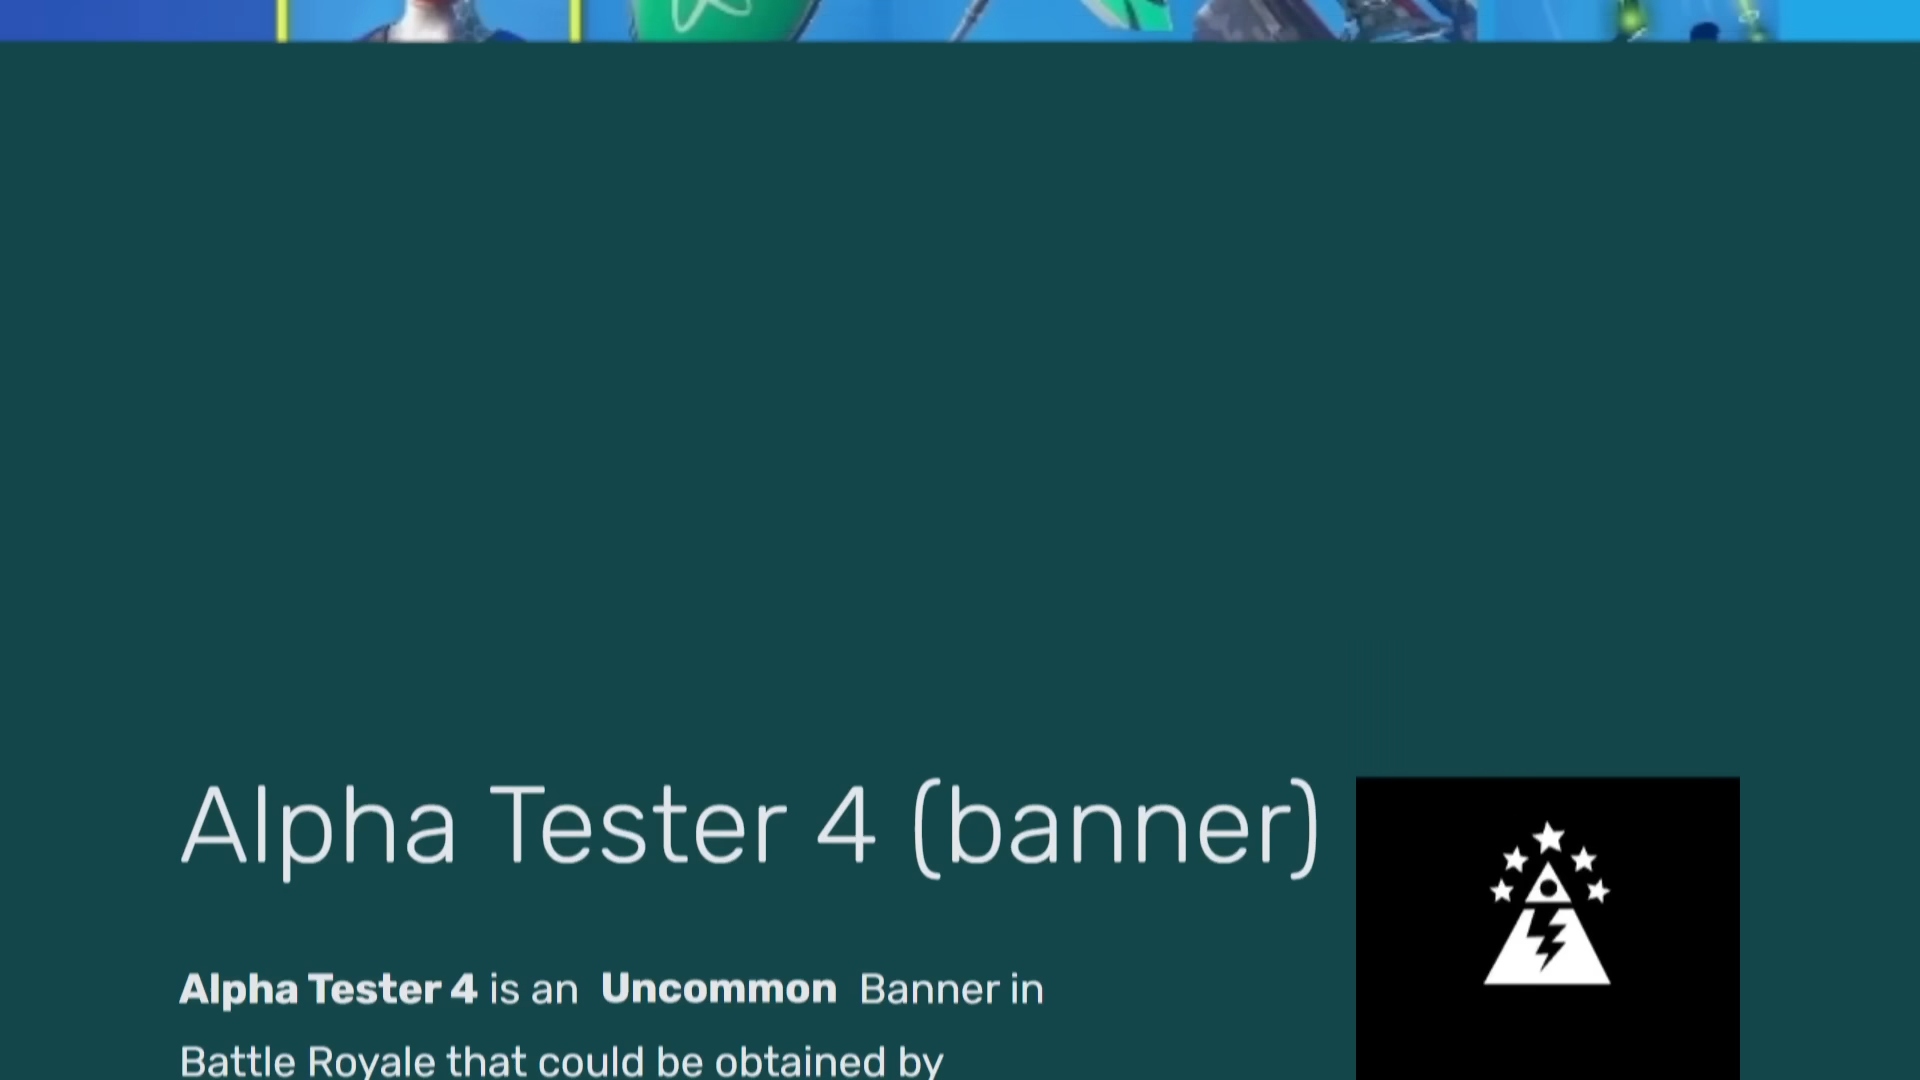 Alpha Tester 4 (banner)
Alpha Tester 4 is an Uncommon Banner in
Battle Royale that could be obtained by